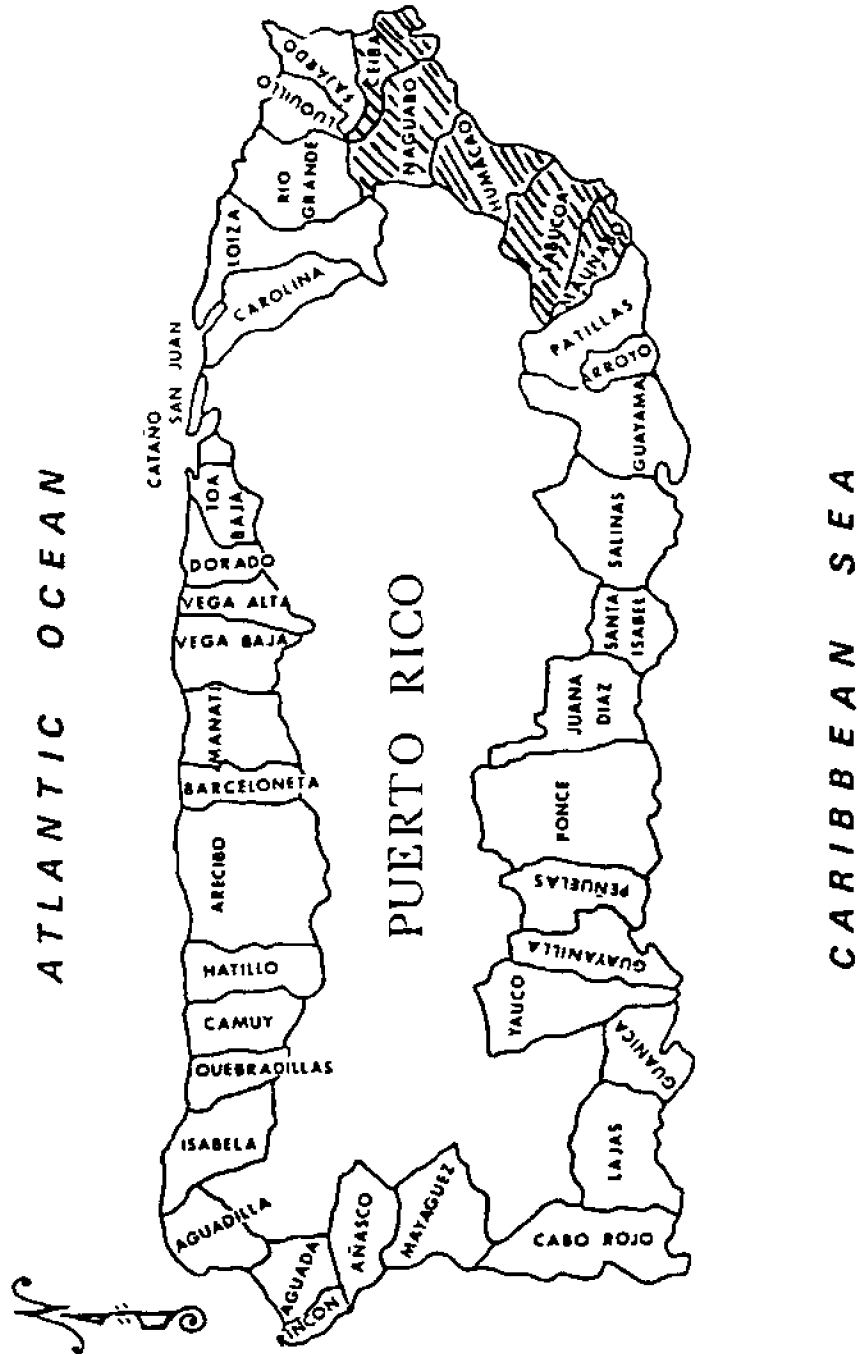 ATLANTIC OCEAN
CATAÑO
SAN JUAN
AGUADILLA
ISABELA
QUEBRADILLAS
CAMUY
HATILLO
ARECIBO
BARCELONETA
MANATI
VEGA BAJA
VEGA ALTA
DORADO
TOA
BAJA
CAROLINA
LOIZA
RIO
GRANDE
LUQUILLO
FAJARDO
CEIBA
NAGUABO
HUMACAO
YABUCOA
MAUNABO
PATILLAS
ARROYO
GUAYAMA
SALINAS
SANTA
ISABEL
JUANA
DIAZ
PONCE
PEÑUELAS
GUAYANILLA
YAUCO
GUANICA
LAJAS
CABO ROJO
MAYAGUEZ
AÑASCO
AGUADA
RINCON
PUERTO RICO
CARIBBEAN SEA